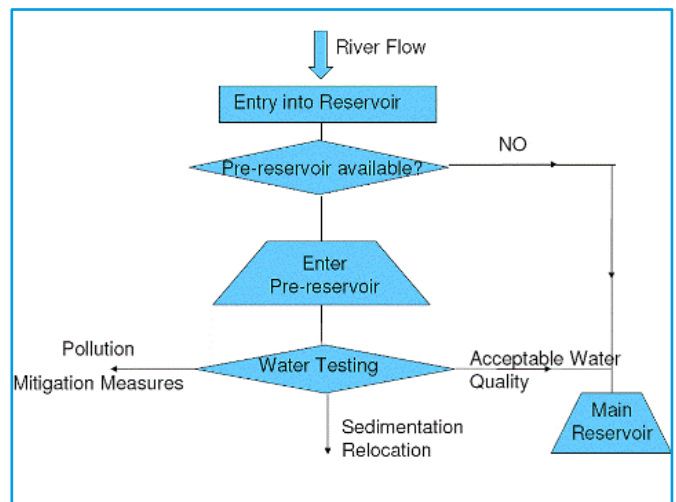 River Flow
Entry into Reservoir
Pre-reservoir available?
NO
Enter
Pre-reservoir
Pollution
Mitigation Measures
Water Testing
Acceptable Water
Quality
Main
Reservoir
Sedimentation
Relocation